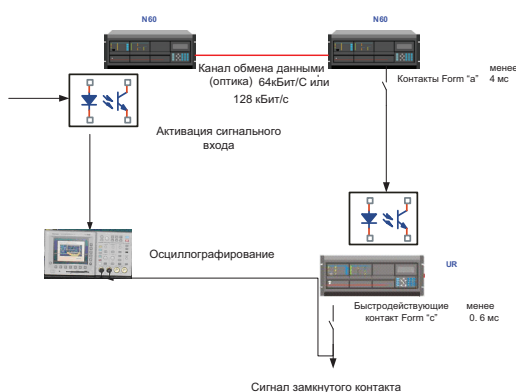 N60
N60
Канал обмена данными
(оптика) 64кБит/С или
128 кБит/с
Контакты Form "a"
менее
4 мс
Активация сигнального
входа
Осциллографирование
UR
Быстродействующие
контакт Form "c"
менее
0. 6 мс
Сигнал замкнутого контакта